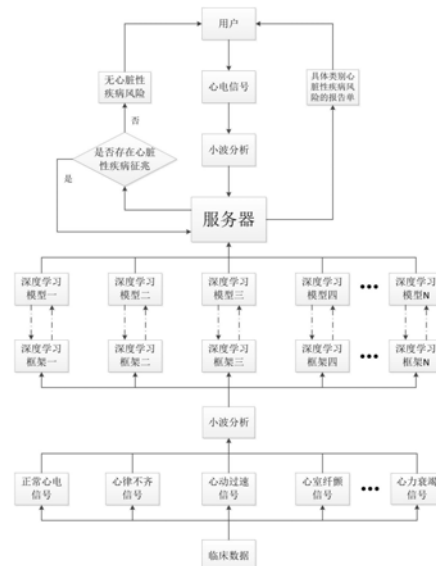 用户
无心脏性
疾病风险
心电信号
具体类别心
脏性疾病风
险的报告单
否
小波分析
是否存在心脏
性疾病征兆
是
服务器
深度学习
模型一
深度学习
模型二
深度学习
模型三
深度学习
模型四
•••
深度学习
模型N
深度学习
框架一
深度学习
框架二
深度学习
框架三
深度学习
框架四
•••
深度学习
框架N
小波分析
正常心电
信号
心律不齐
信号
心动过速
信号
心室纤颤
信号
•••
心力衰竭
信号
临床数据